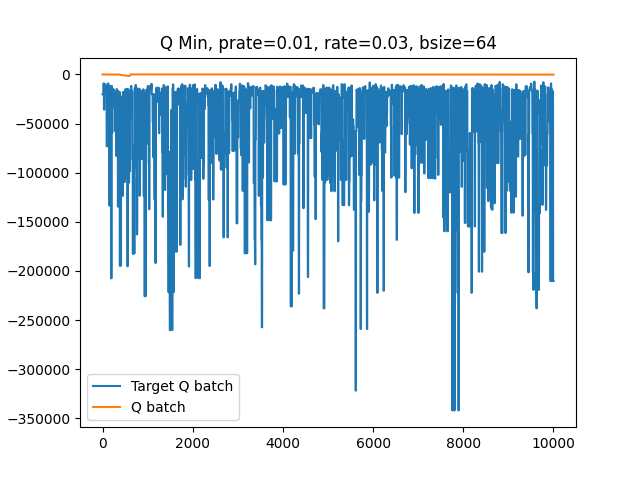 Q Min, prate=0.01, rate=0.03, bsize=64
0
−50000
−100000
−150000
−200000
−250000
−300000
−350000
Target Q batch
Q batch
0 2000 4000 6000 8000 10000